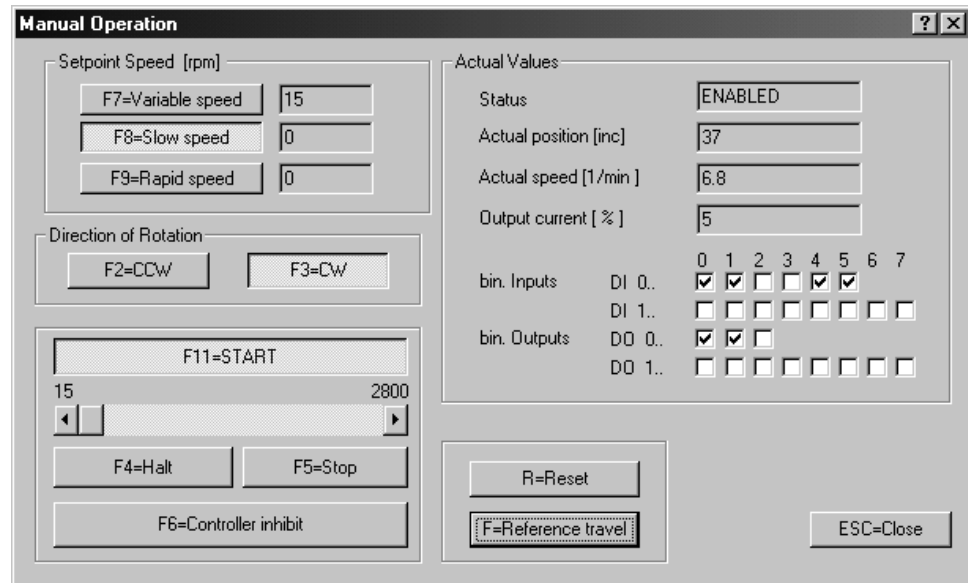 Manual Operation
Setpoint Speed [rpm]
F7=Variable speed 15
F8=Slow speed 0
F9=Rapid speed 0
Direction of Rotation
F2=CCW F3=CW
F11=START
15 2800
F4=Halt F5=Stop
F6=Controller inhibit
Actual Values
Status ENABLED
Actual position [inc] 37
Actual speed [1/min ] 6.8
Output current [ % ] 5
0 1 2 3 4 5 6 7
bin. Inputs DI 0..
DI 1..
bin. Outputs DO 0..
DO 1..
R=Reset
F=Reference travel
ESC=Close